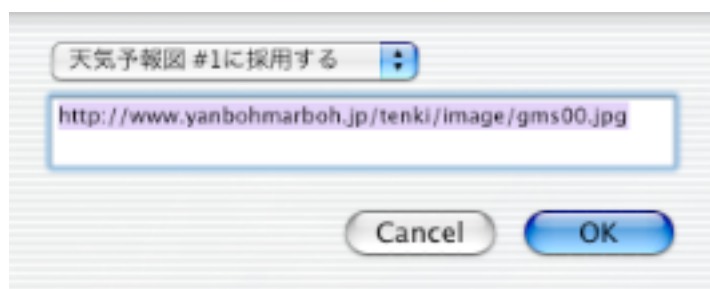 天気予報図 #1に採用する
http://www.yanbohmarboh.jp/tenki/image/gms00.jpg
Cancel OK